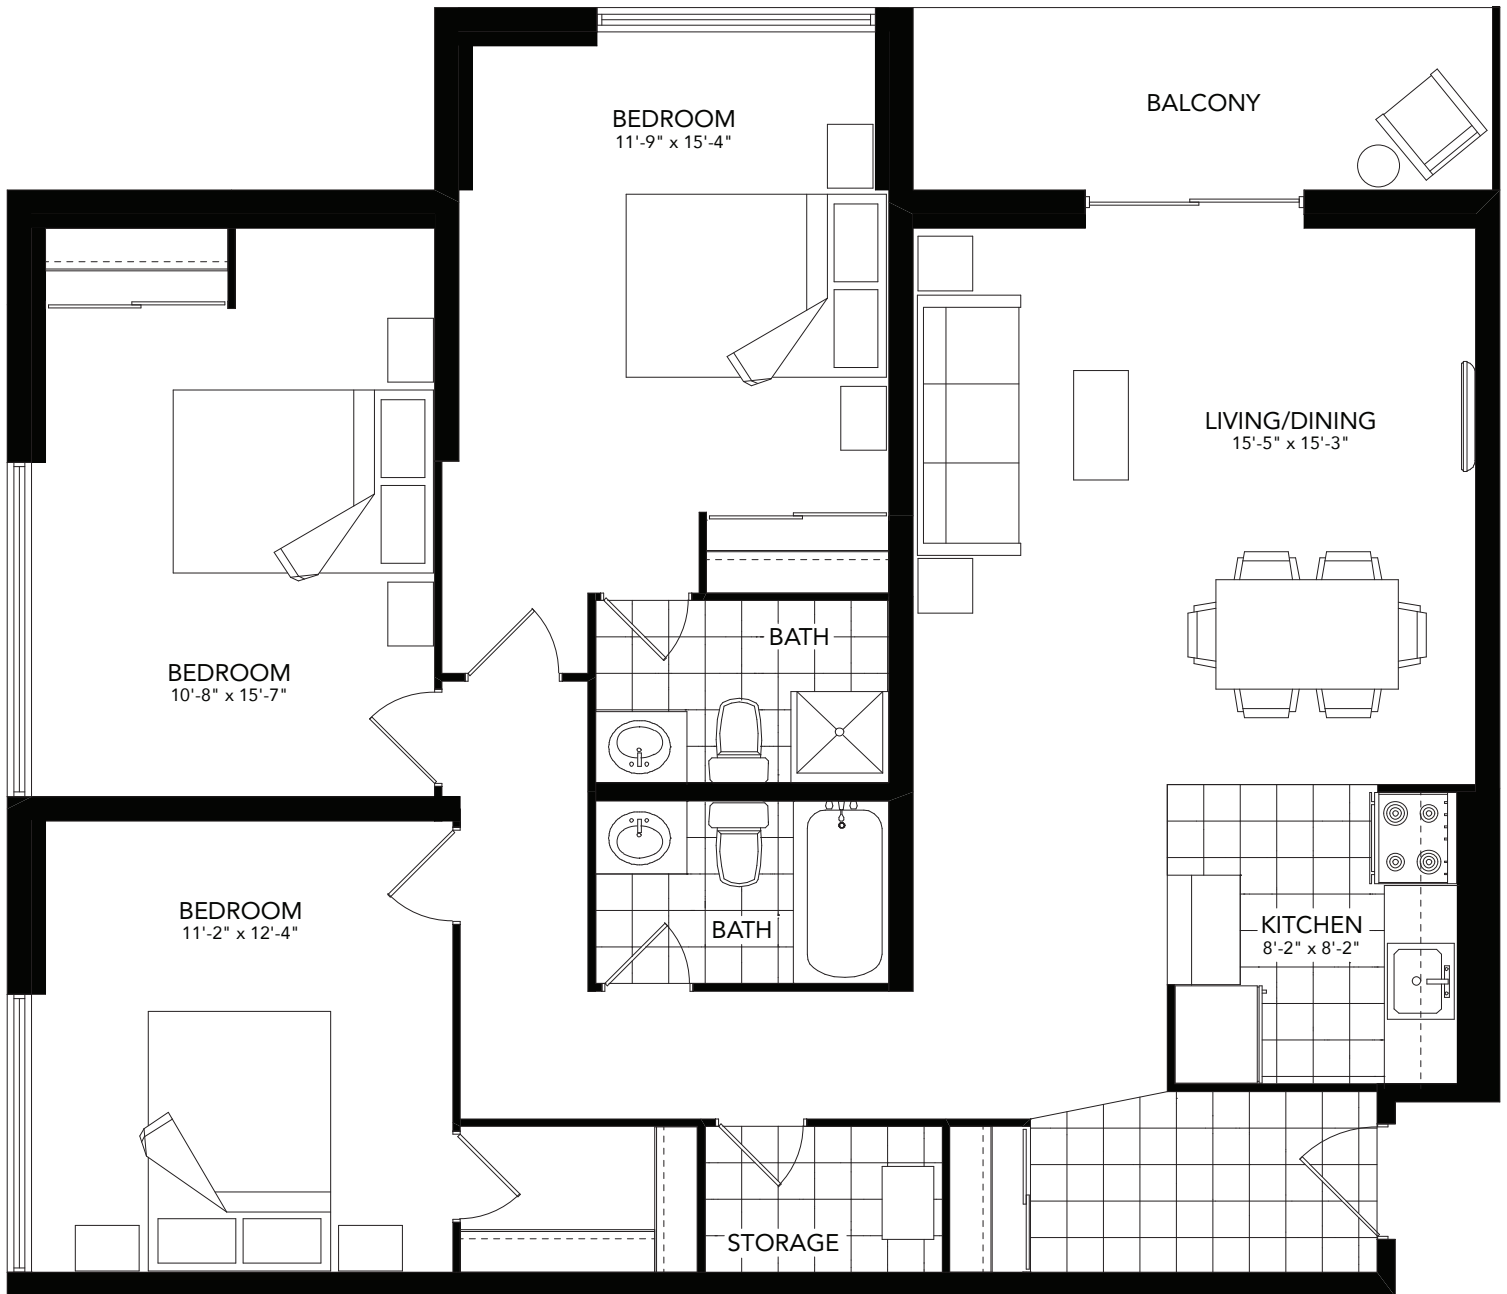 BALCONY
BEDROOM
11'-9" x 15'-4"
LIVING/DINING
15'-5" x 15'-3"
BATH
BEDROOM
10'-8" x 15'-7"
BEDROOM
11'-2" x 12'-4"
BATH
KITCHEN
8'-2" x 8'-2"
STORAGE